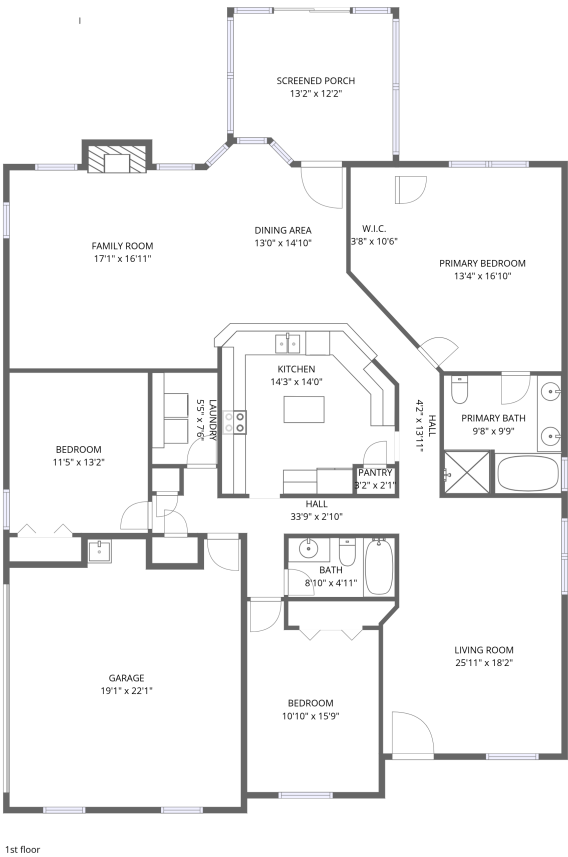 SCREENED PORCH
13'2" x 12'2"
W.I.C.
3'8" x 10'6"
DINING AREA
13'0" x 14'10"
FAMILY ROOM
17'1" x 16'11"
PRIMARY BEDROOM
13'4" x 16'10"
KITCHEN
14'3" x 14'0"
LAUNDRY
5'5" x 7'6"
HALL
4'2" x 13'11"
PRIMARY BATH
9'8" x 9'9"
BEDROOM
11'5" x 13'2"
PANTRY
3'2" x 2'1"
HALL
33'9" x 2'10"
BATH
8'10" x 4'11"
LIVING ROOM
25'11" x 18'2"
GARAGE
19'1" x 22'1"
BEDROOM
10'10" x 15'9"
1st floor